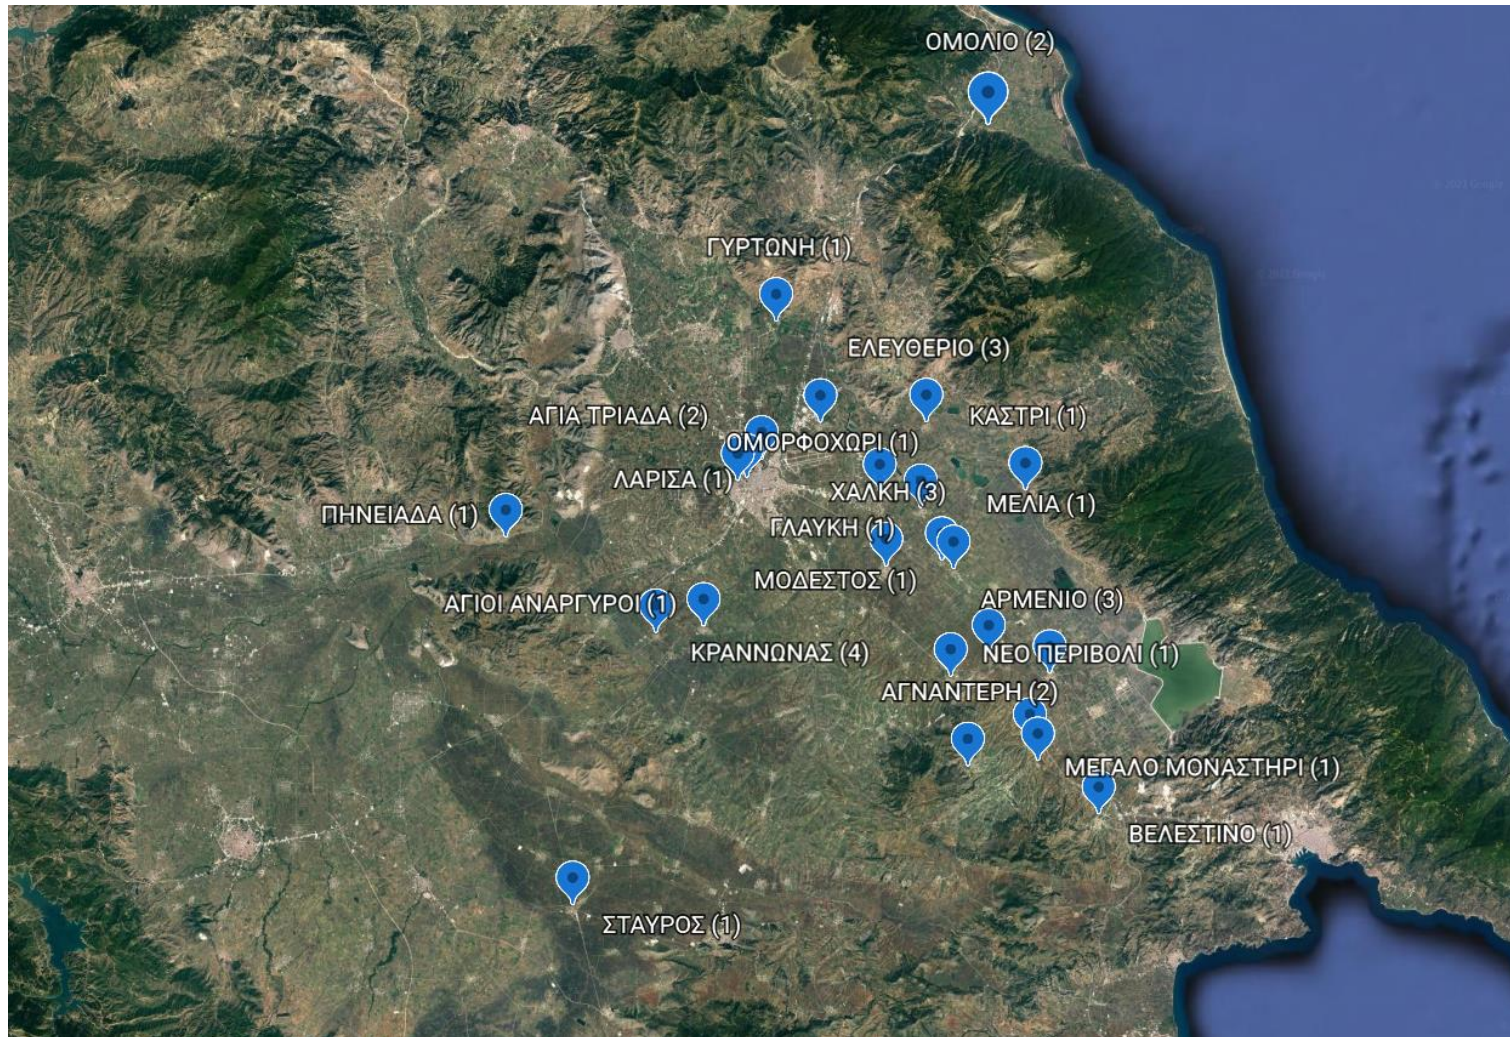 ΟΜΟΛΙΟ (2)
ΓΥΡΤΩΝΗ (1)
ΕΛΕΥΘΕΡΙΟ (3)
ΑΓΙΑ ΤΡΙΑΔΑ (2)
ΚΑΣΤΡΙ (1)
ΟΜΟΡΦΟΧΩΡΙ (1)
ΛΑΡΙΣΑ (1)
ΧΑΛΚΗ (3)
ΜΕΛΙΑ (1)
ΠΗΝΕΙΑΔΑ (1)
ΓΛΑΥΚΗ (1)
ΜΟΔΕΣΤΟΣ (1)
ΑΓΙΟΙ ΑΝΑΡΓΥΡΟΙ (1)
ΑΡΜΕΝΙΟ (3)
ΚΡΑΝΝΩΝΑΣ (4)
ΝΕΟ ΠΕΡΙΒΟΛΙ (1)
ΑΓΝΑΝΤΕΡΗ (2)
ΜΕΓΑΛΟ ΜΟΝΑΣΤΗΡΙ (1)
ΒΕΛΕΣΤΙΝΟ (1)
ΣΤΑΥΡΟΣ (1)